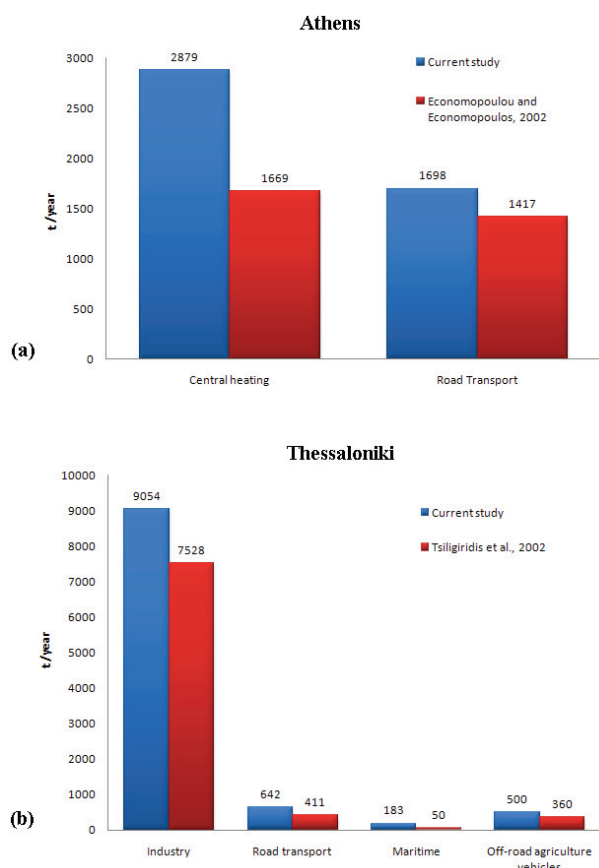 Athens
3000
2500
2000
1500
1000
500
0
t /year
2879
1669
1698
1417
Current study
Economopoulou and
Economopoulos, 2002
Central heating
Road Transport
(a)
Thessaloniki
10000
9000
8000
7000
6000
5000
4000
3000
2000
1000
0
t/year
9054
7528
642
411
183
50
500
360
Current study
Tsiligiridis et al., 2002
Industry
Road transport
Maritime
Off-road agriculture
vehicles
(b)